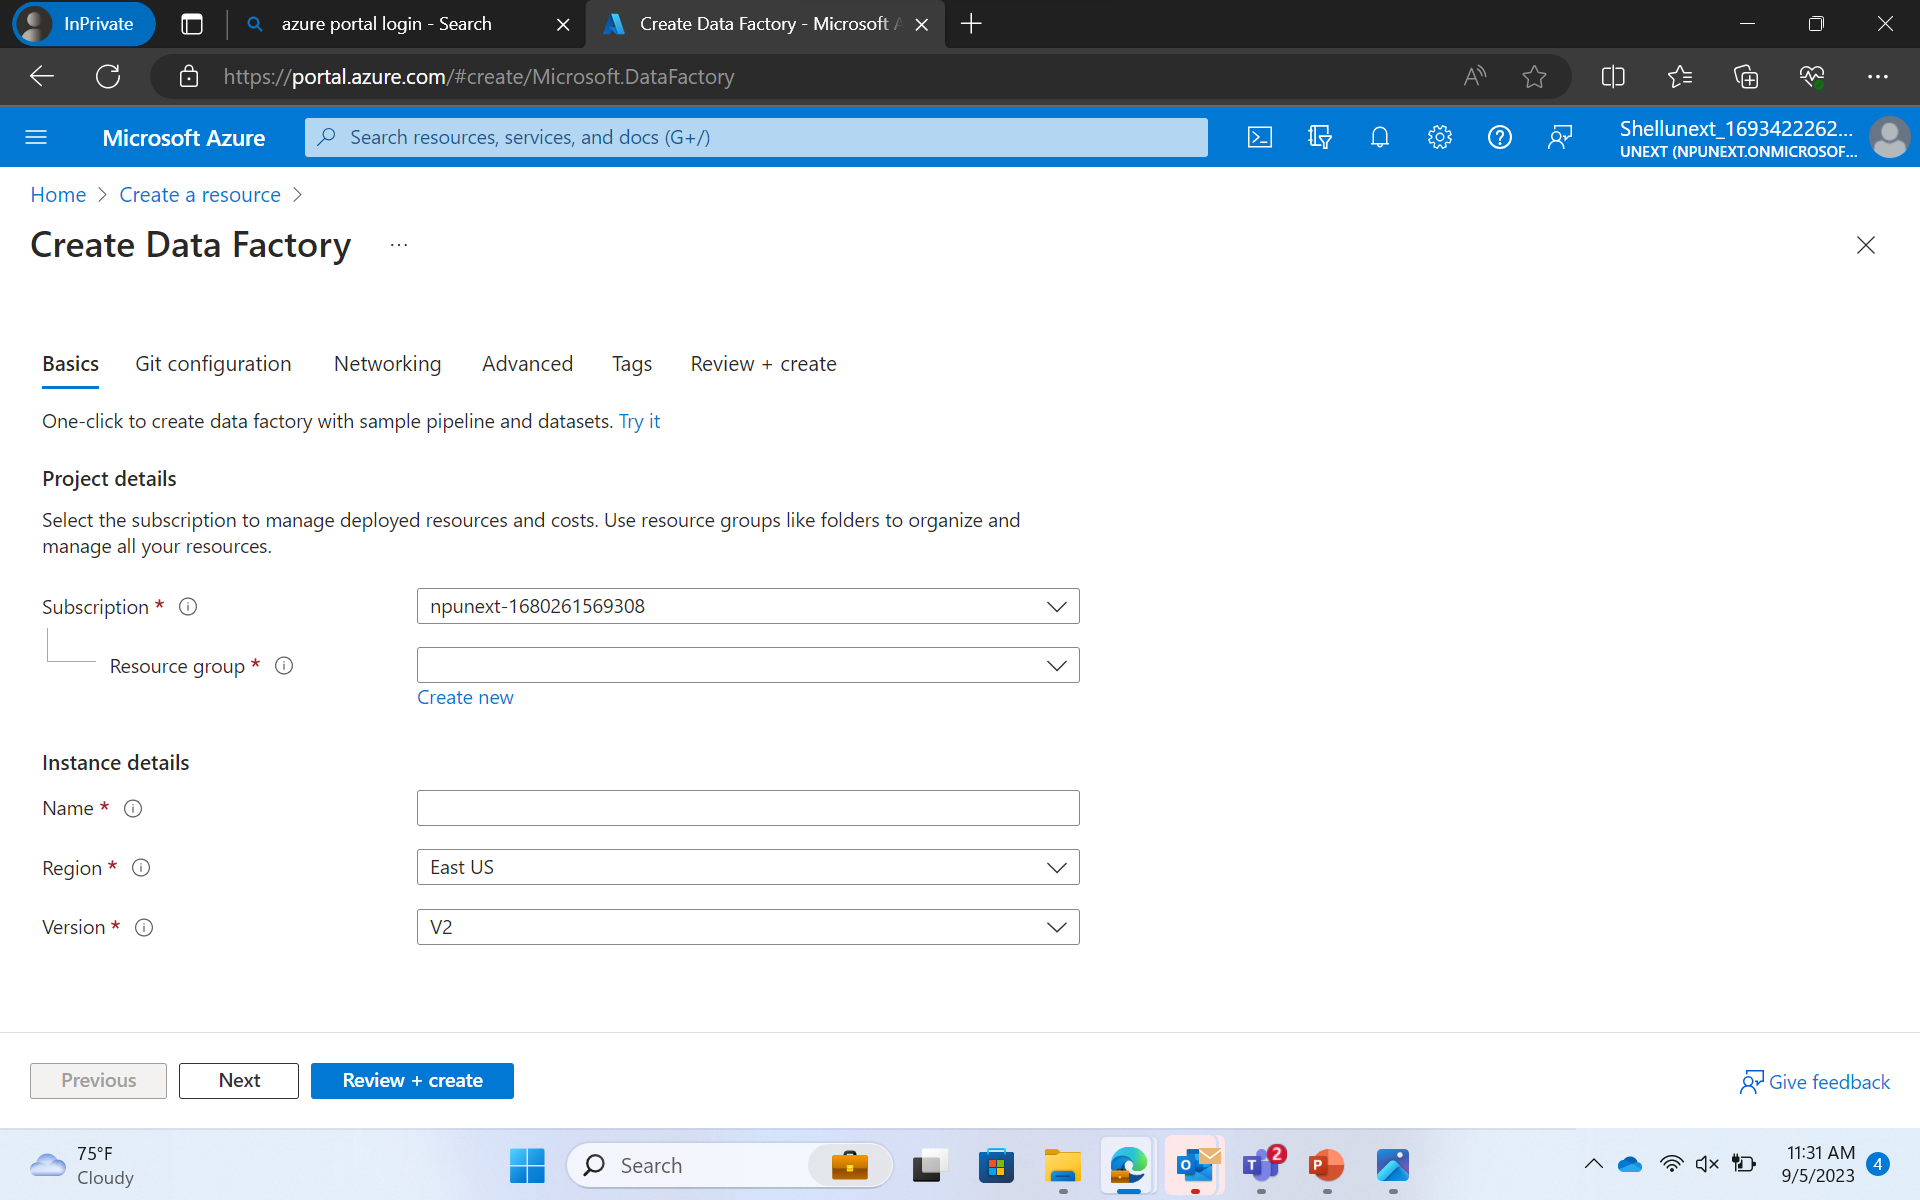 InPrivate
azure portal login - Search
Create Data Factory - Microsoft A
https://portal.azure.com/#create/Microsoft.DataFactory
Microsoft Azure
Search resources, services, and docs (G+/)
Shellunext_1693422262...
UNEXT (NPUNEXT.ONMICROSOF...
Home > Create a resource >
Create Data Factory ...
Basics Git configuration Networking Advanced Tags Review + create
One-click to create data factory with sample pipeline and datasets. Try it
Project details
Select the subscription to manage deployed resources and costs. Use resource groups like folders to organize and
manage all your resources.
Subscription * npunext-1680261569308
Resource group *
Create new
Instance details
Name *
Region * East US
Version * V2
Previous Next Review + create
Give feedback
75°F
Cloudy
Search
2
11:31 AM
9/5/2023
4